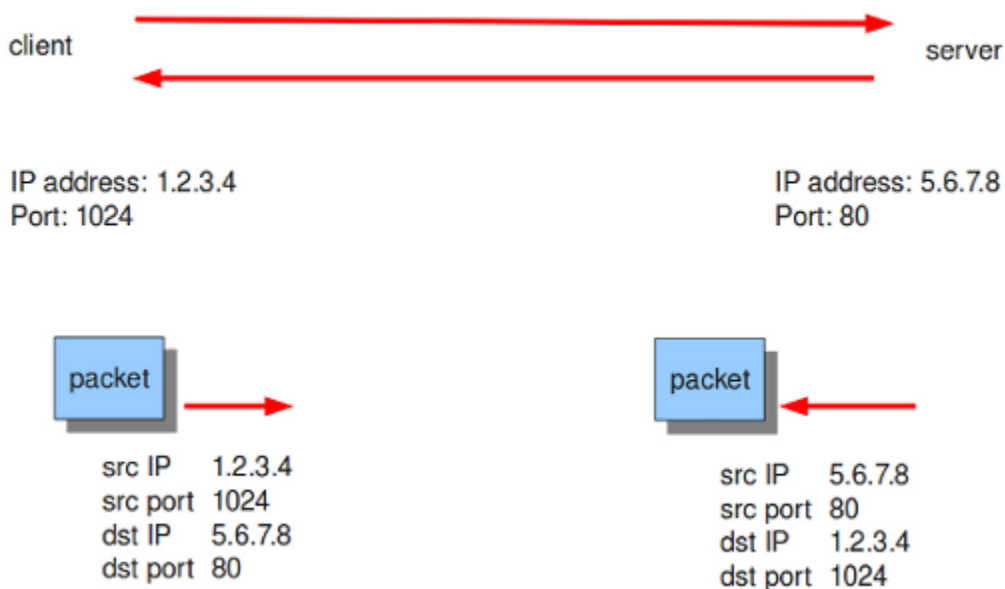 client
server
IP address: 1.2.3.4
Port: 1024
IP address: 5.6.7.8
Port: 80
packet
src IP 1.2.3.4
src port 1024
dst IP 5.6.7.8
dst port 80
packet
src IP 5.6.7.8
src port 80
dst IP 1.2.3.4
dst port 1024